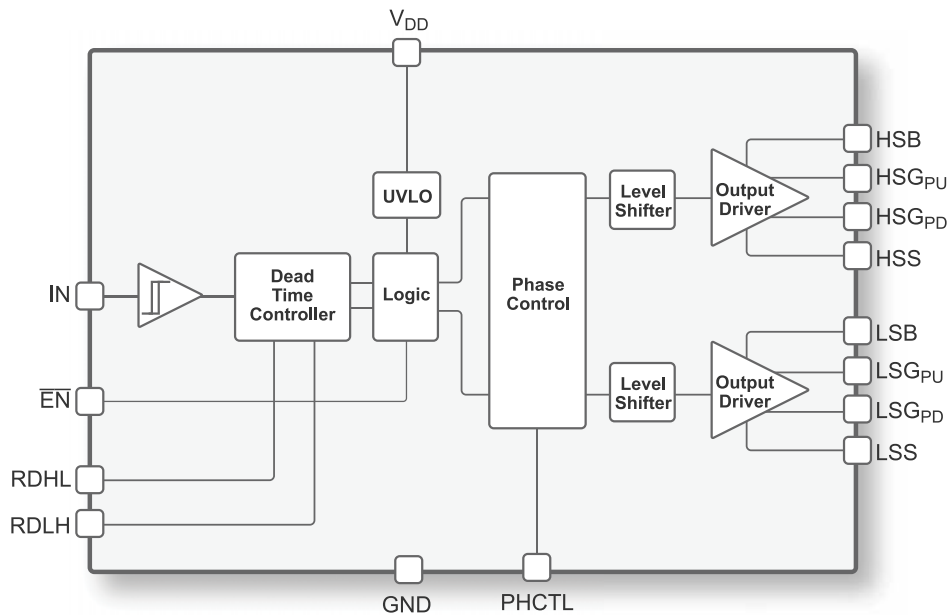 VDD
HSB
UVLO
Level
Shifter
Output
Driver
HSGPU
HSGPD
HSS
IN
Dead
Time
Controller
Logic
Phase
Control
LSB
EN
Level
Shifter
Output
Driver
LSGPU
LSGPD
LSS
RDHL
RDLH
GND
PHCTL